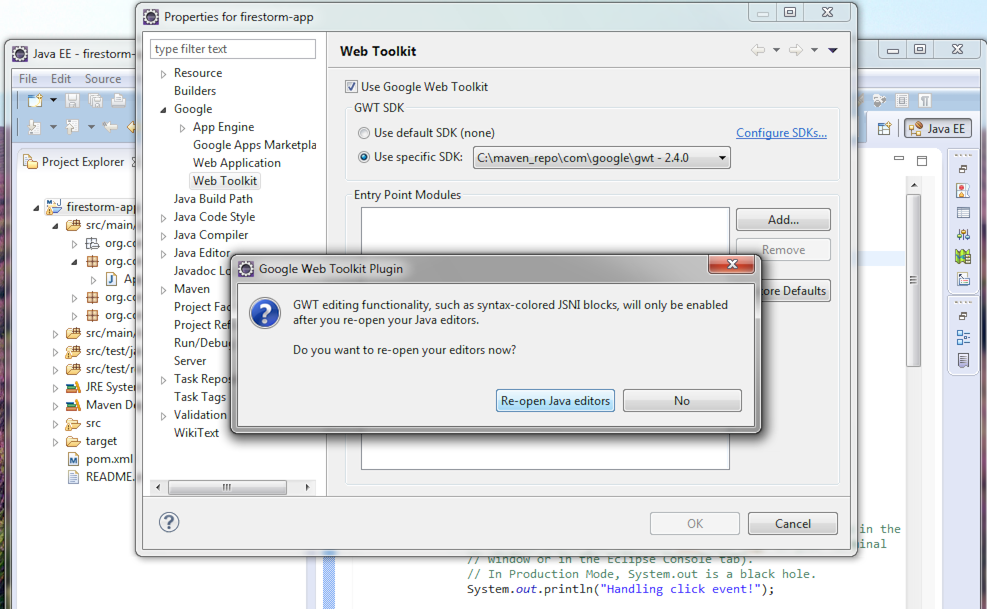 Properties for firestorm-app
Java EE - firestorm-
File Edit Source
Java EE
Project Explorer
firestorm-app
src/main/
org.co
org.co
Ap
org.co
org.co
src/main/
src/test/ja
src/test/r
JRE System
Maven De
src
target
pom.xml
README.
type filter text
Resource
Builders
Google
App Engine
Google Apps Marketpla
Web Application
Web Toolkit
Java Build Path
Java Code Style
Java Compiler
Java Editor
Javadoc Lo
Maven
Project Fac
Project Ref
Run/Debug
Server
Task Repos
Task Tags
Validation
WikiText
Web Toolkit
Use Google Web Toolkit
GWT SDK
Use default SDK (none)
Configure SDKs...
Use specific SDK:
C:\maven_repo\com\google\gwt - 2.4.0
Entry Point Modules
Add...
Remove
ore Defaults
Google Web Toolkit Plugin
GWT editing functionality, such as syntax-colored JSNI blocks, will only be enabled
after you re-open your Java editors.
Do you want to re-open your editors now?
Re-open Java editors
No
OK
Cancel
in the
minal
// window or in the Eclipse Console tab).
// In Production Mode, System.out is a black hole.
System.out.println("Handling click event!");